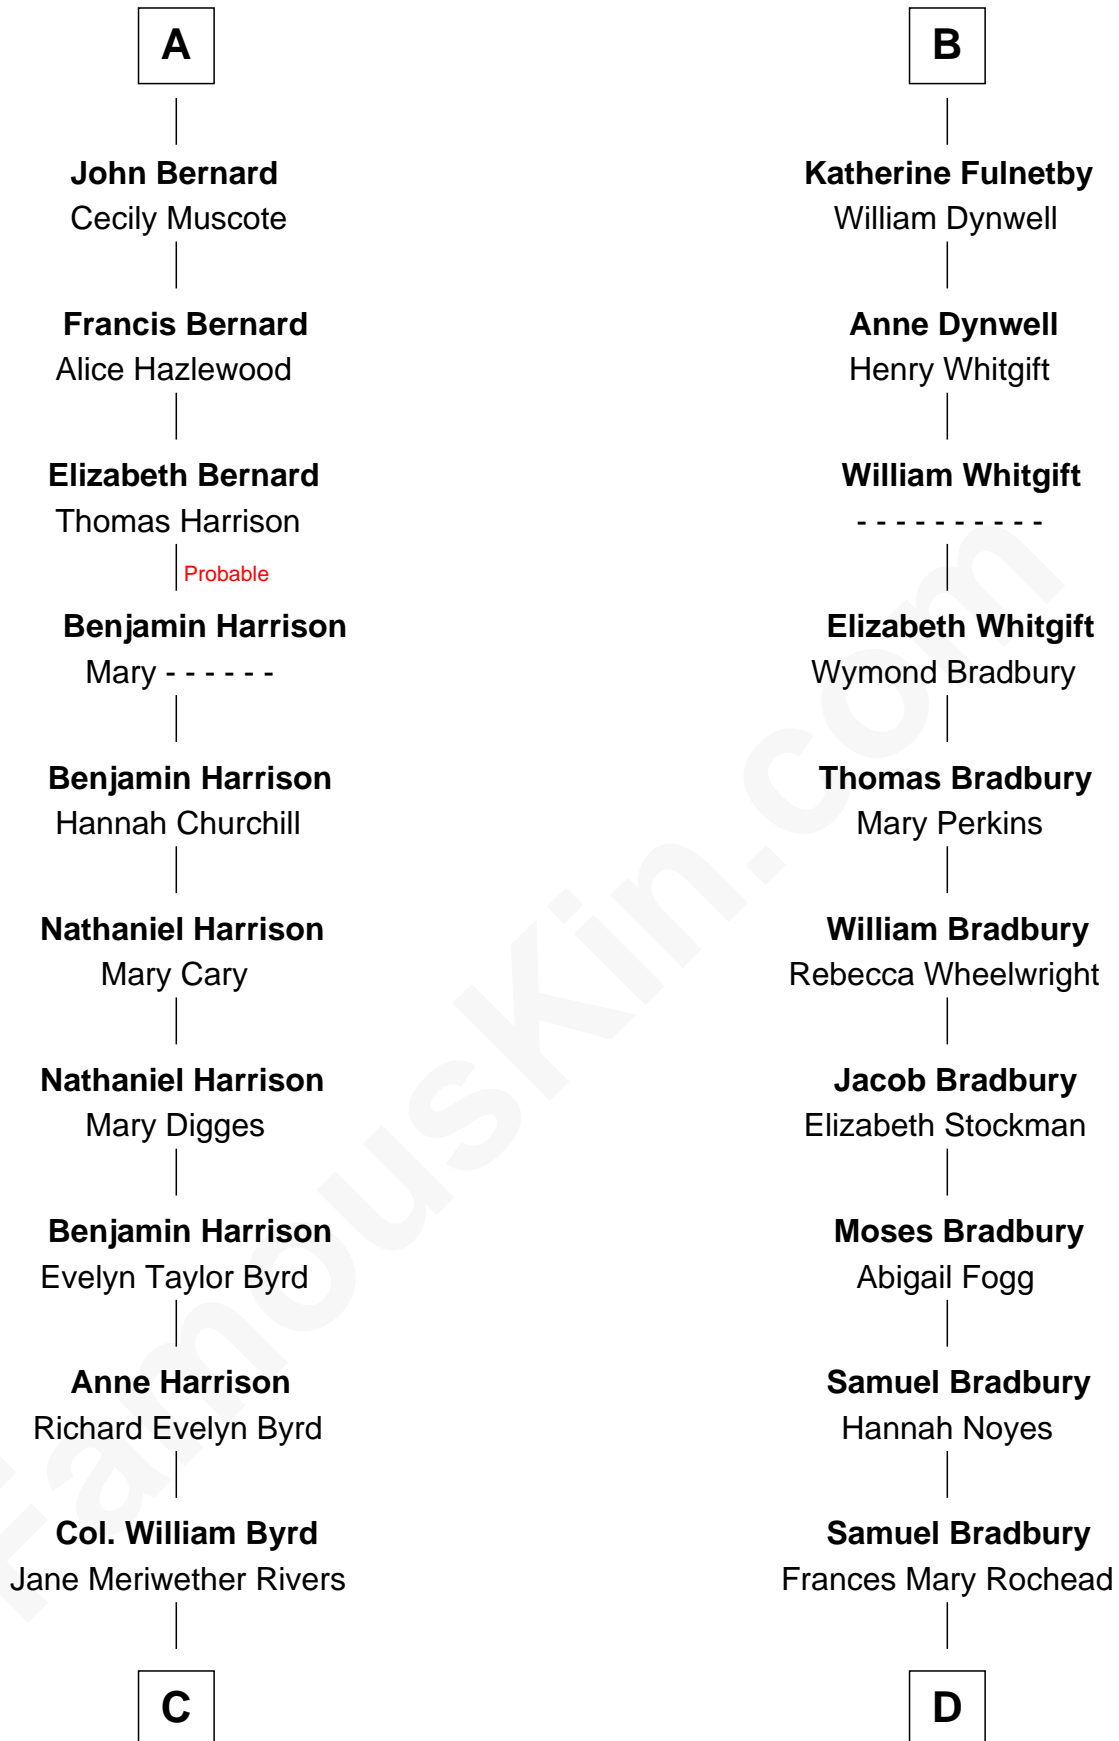 A
B
John Bernard
Cecily Muscote
Katherine Fulnetby
William Dynwell
Francis Bernard
Alice Hazlewood
Anne Dynwell
Henry Whitgift
Elizabeth Bernard
Thomas Harrison
William Whitgift
- - - - - - - - - -
Probable
Benjamin Harrison
Mary - - - - - -
Elizabeth Whitgift
Wymond Bradbury
Benjamin Harrison
Hannah Churchill
Thomas Bradbury
Mary Perkins
Nathaniel Harrison
Mary Cary
William Bradbury
Rebecca Wheelwright
Nathaniel Harrison
Mary Digges
Jacob Bradbury
Elizabeth Stockman
Benjamin Harrison
Evelyn Taylor Byrd
Moses Bradbury
Abigail Fogg
Anne Harrison
Richard Evelyn Byrd
Samuel Bradbury
Hannah Noyes
Col. William Byrd
Jane Meriwether Rivers
Samuel Bradbury
Frances Mary Rochead
C
D
FamousKin.com